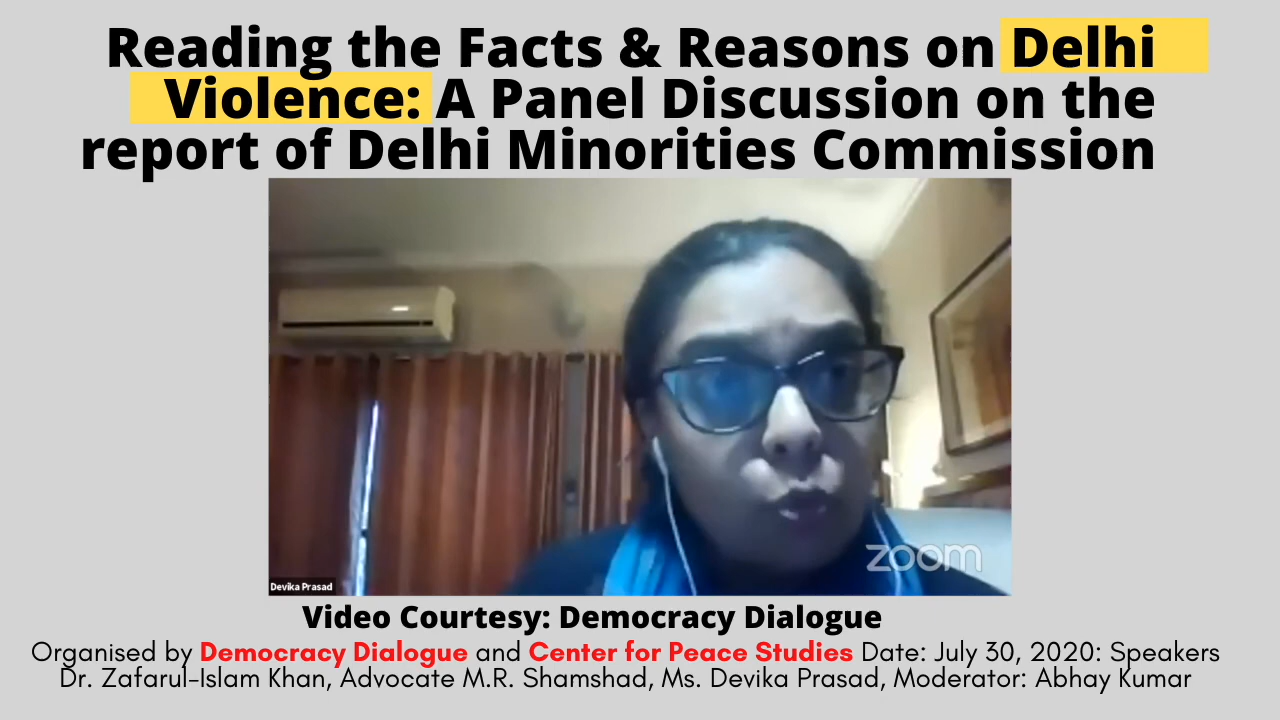 Reading the Facts & Reasons on Delhi
Violence: A Panel Discussion on the
report of Delhi Minorities Commission
zoom
Devika Prasad
Video Courtesy: Democracy Dialogue
Organised by Democracy Dialogue and Center for Peace Studies Date: July 30, 2020: Speakers
Dr. Zafarul-Islam Khan, Advocate M.R. Shamshad, Ms. Devika Prasad, Moderator: Abhay Kumar